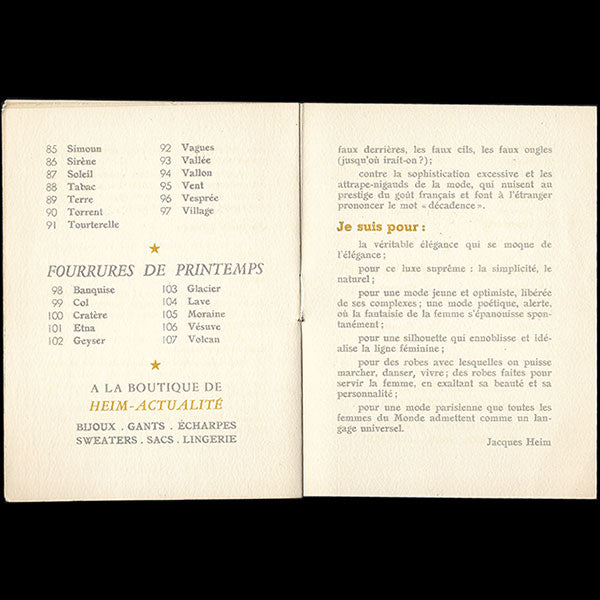 85 Simoun
86 Sirène
87 Soleil
88 Tabac
89 Terre
90 Torrent
91 Tourterelle
92 Vagues
93 Vallée
94 Vallon
95 Vent
96 Vesprée
97 Village
FOURRURES DE PRINTEMPS
98 Banquise
99 Col
100 Cratère
101 Etna
102 Geyser
103 Glacier
104 Lave
105 Moraine
106 Vésuve
107 Volcan
A LA BOUTIQUE DE
HEIM-ACTUALITÉ
BIJOUX . GANTS . ÉCHARPES
SWEATERS . SACS . LINGERIE
faux derrières, les faux cils, les faux ongles
(jusqu'où irait-on ?) ;
contre la sophistication excessive et les
attrape-nigauds de la mode, qui nuisent au
prestige du goût français et font à l'étranger
prononcer le mot « décadence ».
Je suis pour :
la véritable élégance qui se moque de
l'élégance ;
pour ce luxe suprême : la simplicité, le
naturel ;
pour une mode jeune et optimiste, libérée
de ses complexes ; une mode poétique, alerte,
où la fantaisie de la femme s'épanouisse spon-
tanément ;
pour une silhouette qui ennoblisse et idé-
alise la ligne féminine ;
pour des robes avec lesquelles on puisse
marcher, danser, vivre ; des robes faites pour
servir la femme, en exaltant sa beauté et sa
personnalité ;
pour une mode parisienne que toutes les
femmes du Monde admettent comme un lan-
gage universel.
Jacques Heim